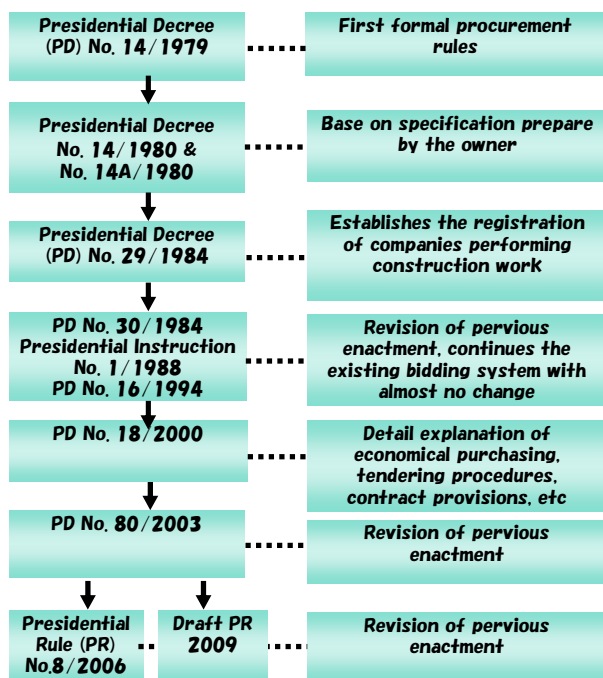 Presidential Decree
(PD) No. 14/1979
First formal procurement
rules
Presidential Decree
No. 14/1980 &
No. 14A/1980
Base on specification prepare
by the owner
Presidential Decree
(PD) No. 29/1984
Establishes the registration
of companies performing
construction work
PD No. 30/1984
Presidential Instruction
No. 1/1988
PD No. 16/1994
Revision of pervious
enactment, continues the
existing bidding system with
almost no change
PD No. 18/2000
Detail explanation of
economical purchasing,
tendering procedures,
contract provisions, etc
PD No. 80/2003
Revision of pervious
enactment
Presidential
Rule (PR)
No.8/2006
Draft PR
2009
Revision of pervious
enactment